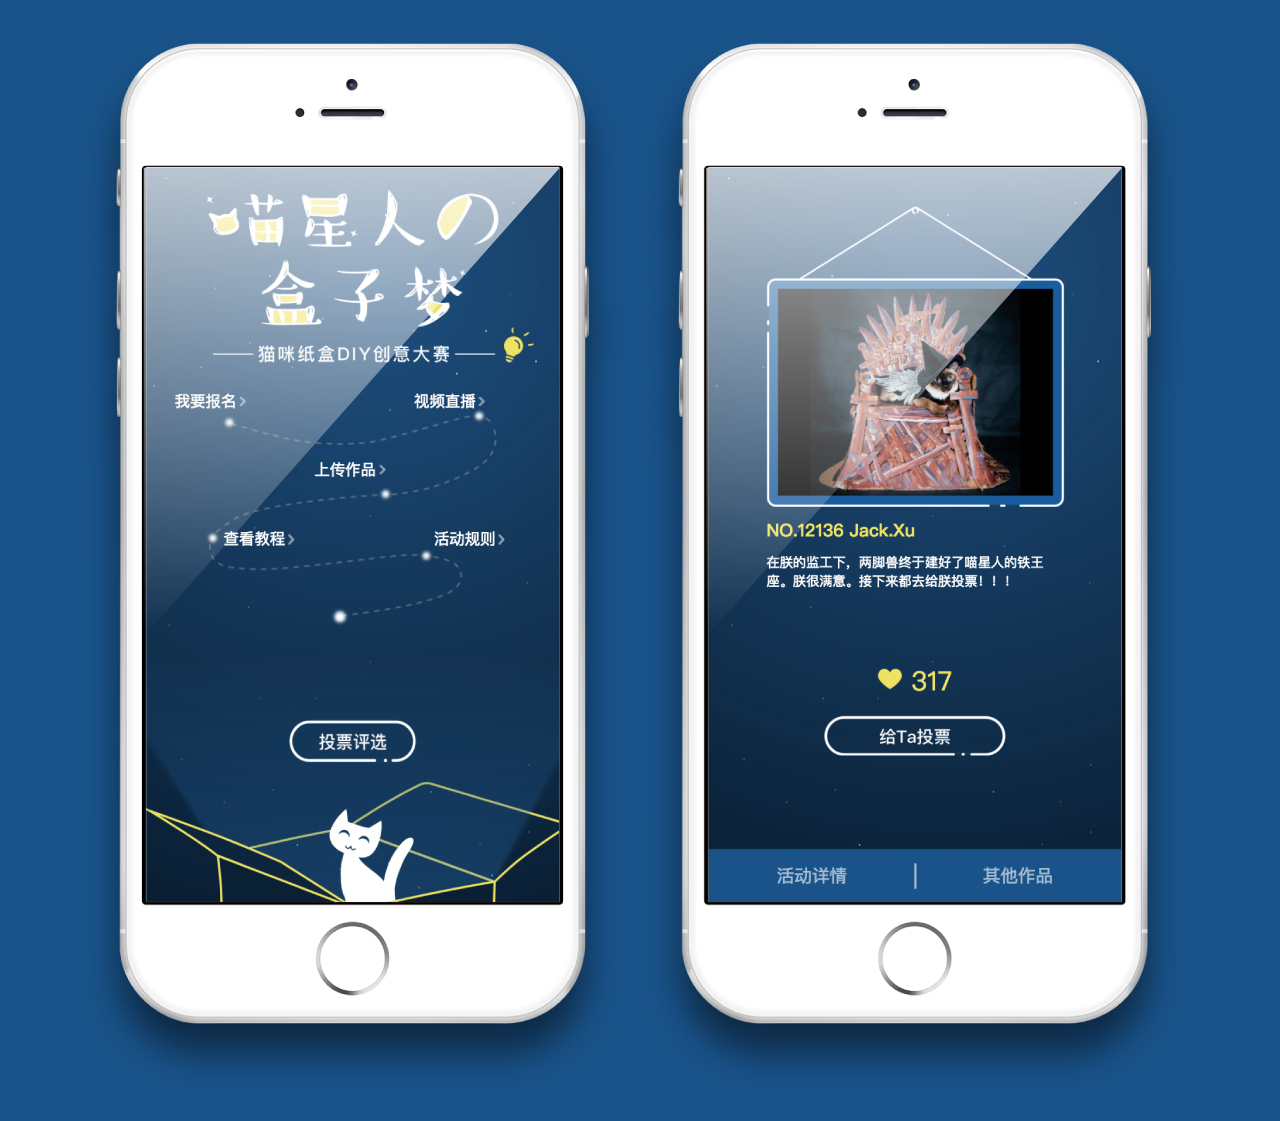 喵星人の
盒子梦
猫咪纸盒DIY创意大赛
我要报名
视频直播
上传作品
查看教程
活动规则
投票评选
NO.12136 Jack.Xu
在朕的监工下，两脚兽终于建好了喵星人的铁王
座。朕很满意。接下来都去给朕投票！！！
317
给Ta投票
活动详情
其他作品